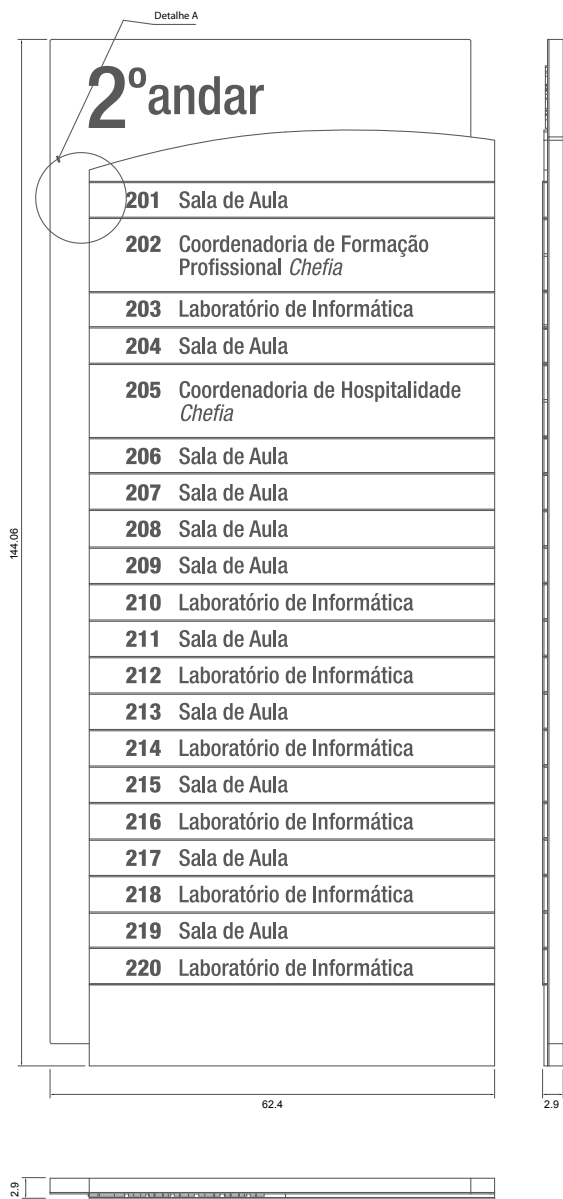 Detalhe A
2º andar
201 Sala de Aula
202 Coordenadoria de Formação
Profissional Chefia
203 Laboratório de Informática
204 Sala de Aula
205 Coordenadoria de Hospitalidade
Chefia
206 Sala de Aula
207 Sala de Aula
208 Sala de Aula
209 Sala de Aula
210 Laboratório de Informática
211 Sala de Aula
212 Laboratório de Informática
213 Sala de Aula
214 Laboratório de Informática
215 Sala de Aula
216 Laboratório de Informática
217 Sala de Aula
218 Laboratório de Informática
219 Sala de Aula
220 Laboratório de Informática
144.06
62.4
2.9
2.9